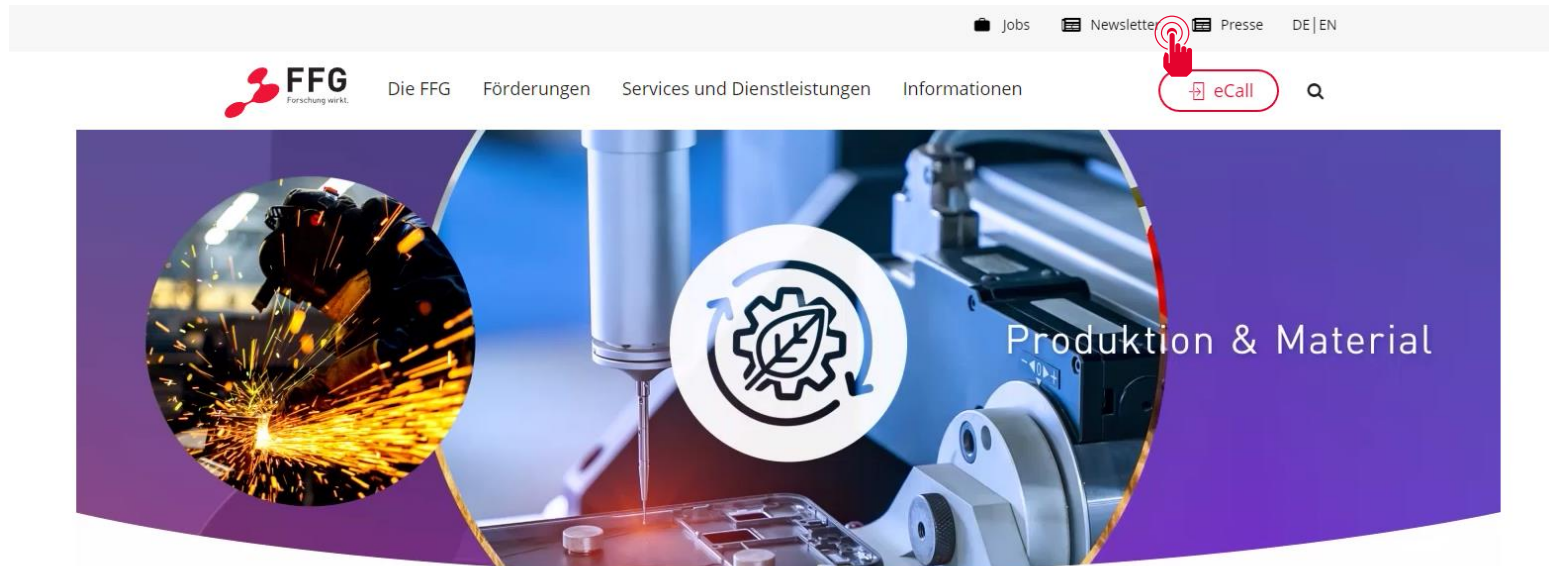 Jobs Newsletter Presse DE|EN
FFG
Forschung wirkt.
Die FFG Förderungen Services und Dienstleistungen Informationen eCall
Produktion & Material